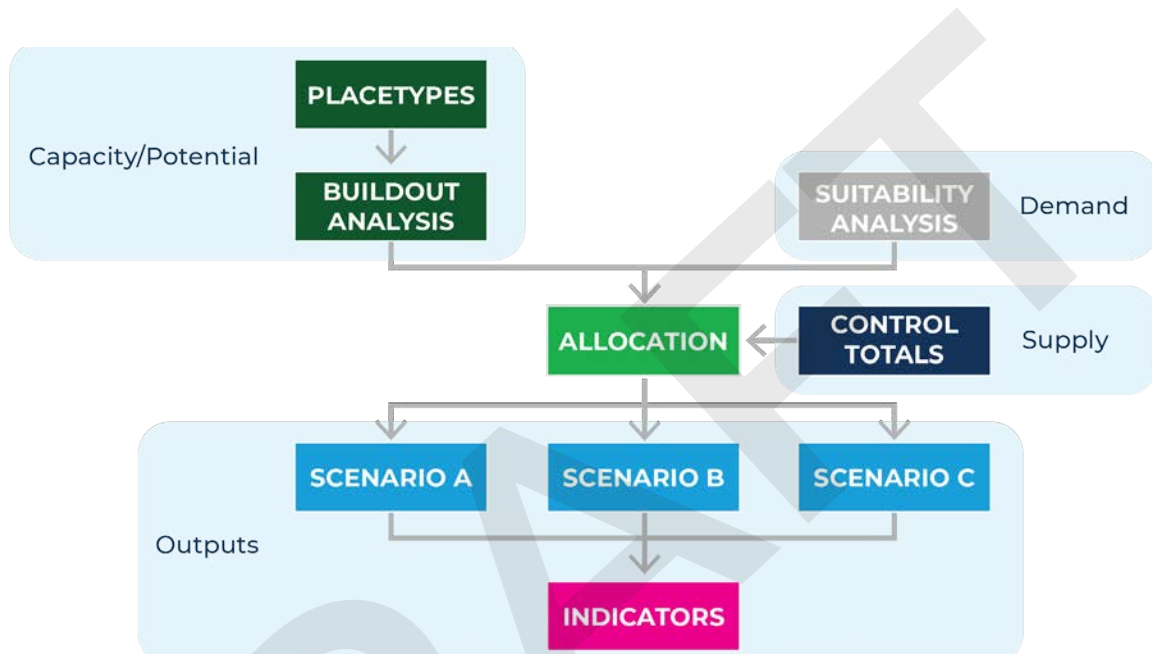 PLACETYPES
Capacity/Potential
BUILDOUT
ANALYSIS
SUITABILITY
ANALYSIS
Demand
ALLOCATION
CONTROL
TOTALS
Supply
SCENARIO A
SCENARIO B
SCENARIO C
Outputs
INDICATORS
DRAFT